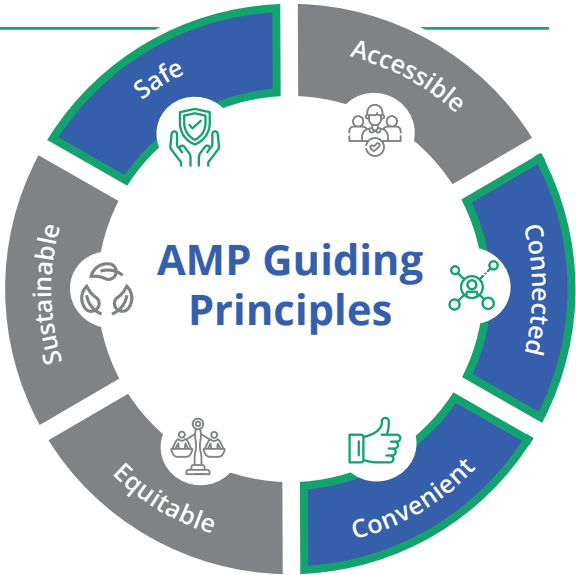 Safe
Accessible
Connected
Convenient
Equitable
Sustainable
AMP Guiding
Principles